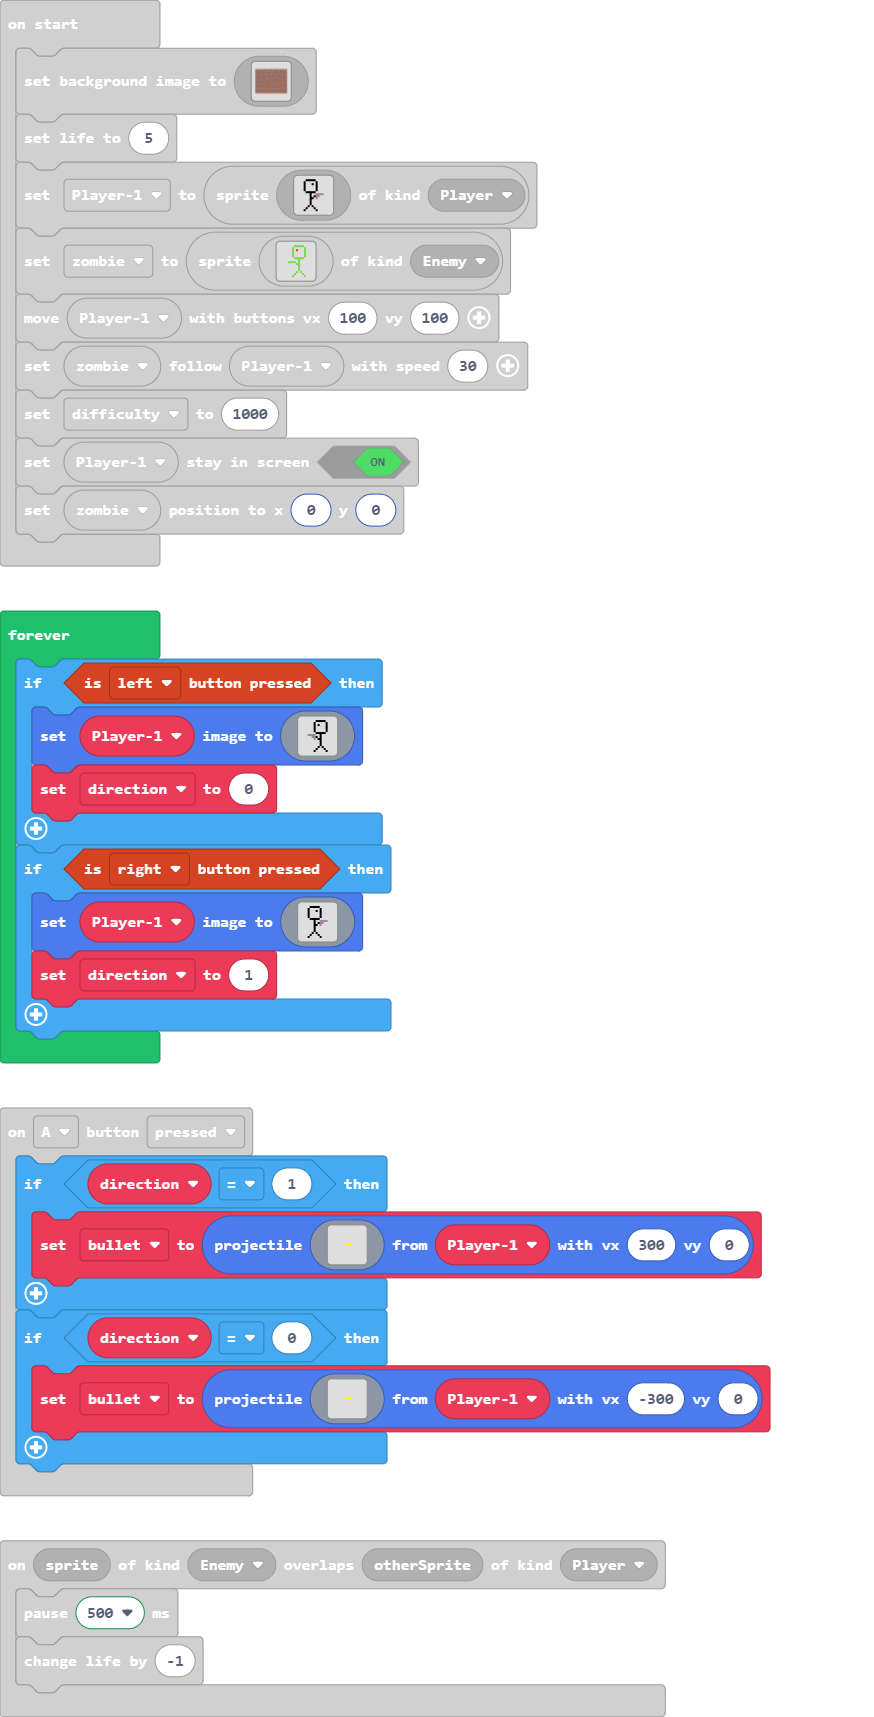 on start
set background image to
set life to 5
set Player-1 to sprite of kind Player
set zombie to sprite of kind Enemy
move Player-1 with buttons vx 100 vy 100
set zombie follow Player-1 with speed 30
set difficulty to 1000
set Player-1 stay in screen ON
set zombie position to x 0 y 0
forever
if is left button pressed then
set Player-1 image to
set direction to 0
if is right button pressed then
set Player-1 image to
set direction to 1
on A button pressed
if direction = 1 then
set bullet to projectile from Player-1 with vx 300 vy 0
if direction = 0 then
set bullet to projectile from Player-1 with vx -300 vy 0
on sprite of kind Enemy overlaps otherSprite of kind Player
pause 500 ms
change life by -1